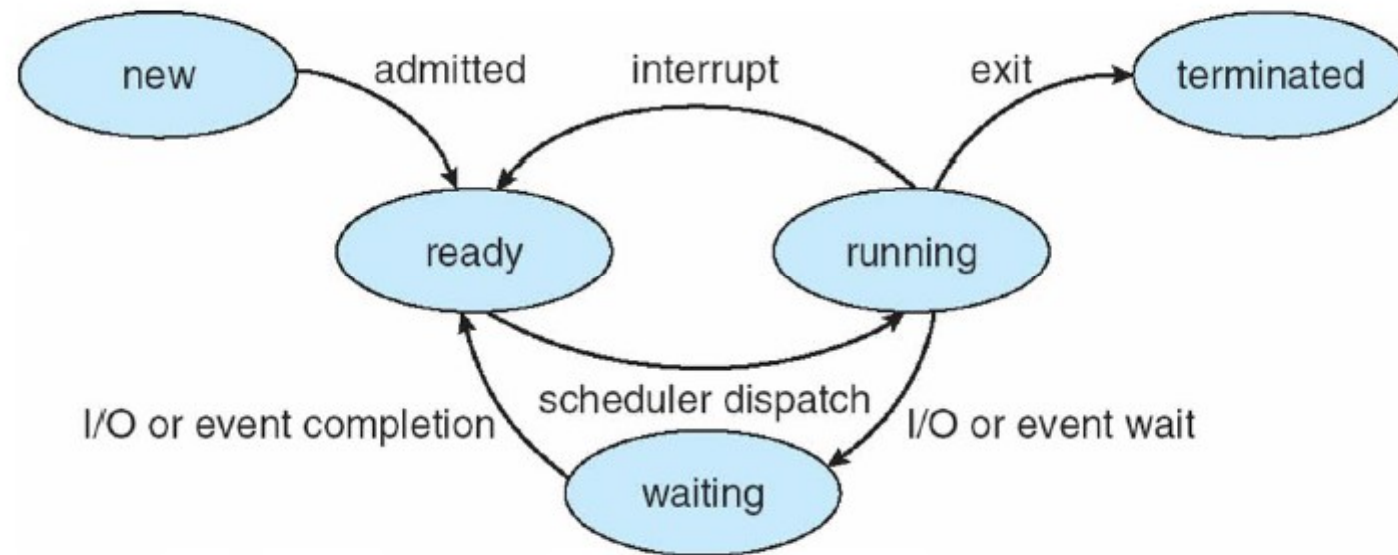 new
admitted
interrupt
exit
terminated
ready
running
scheduler dispatch
I/O or event completion
I/O or event wait
waiting